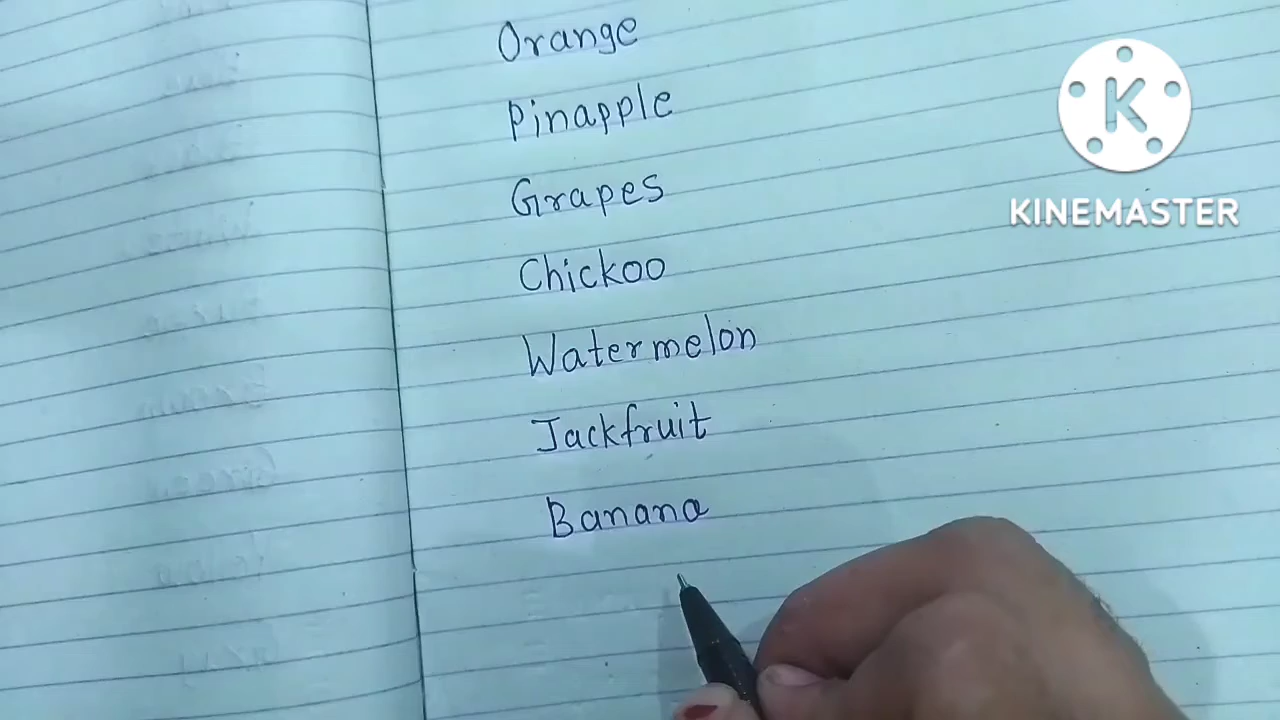 Orange
Pinapple
KINEMASTER
Grapes
Chickoo
Watermelon
Jackfruit
Banana